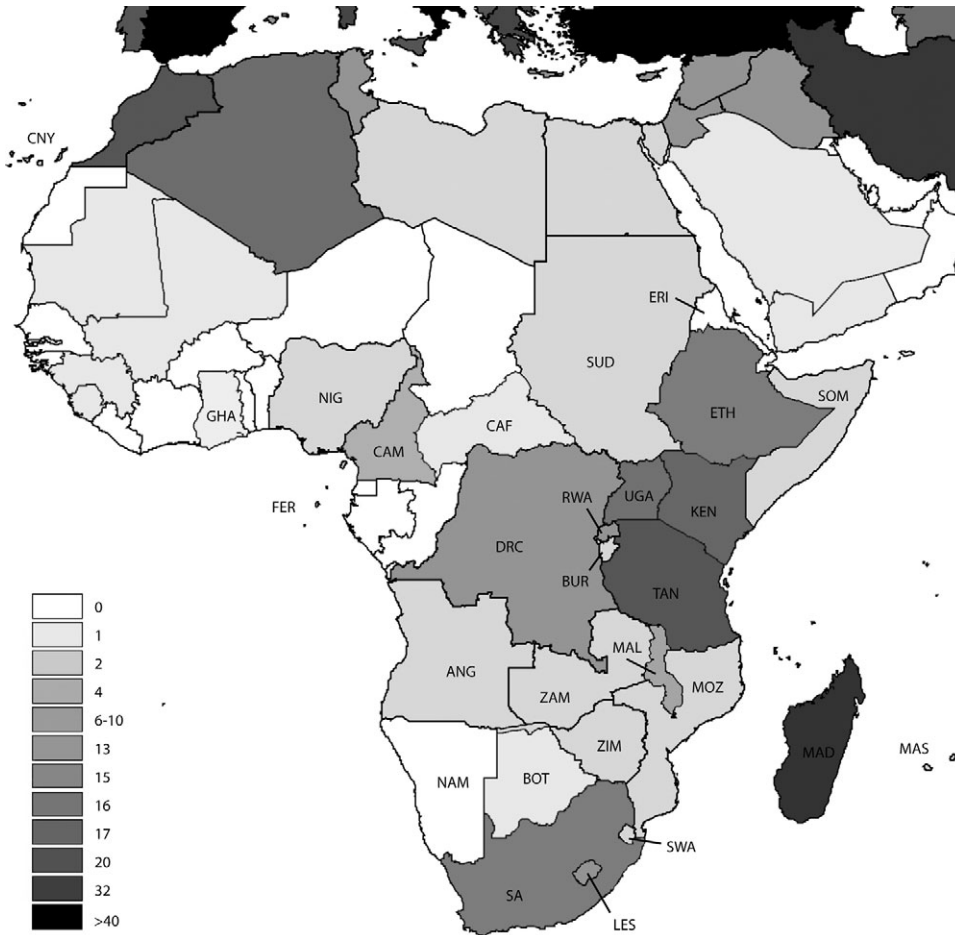 CNY
ERI
SUD
SOM
NIG
ETH
GHA
CAF
CAM
UGA
RWA
KEN
FER
DRC
BUR
TAN
0
1
MAL
2
ANG
MOZ
ZAM
4
6-10
ZIM
13
MAD
MAS
NAM
BOT
15
16
17
SWA
20
32
SA
>40
LES